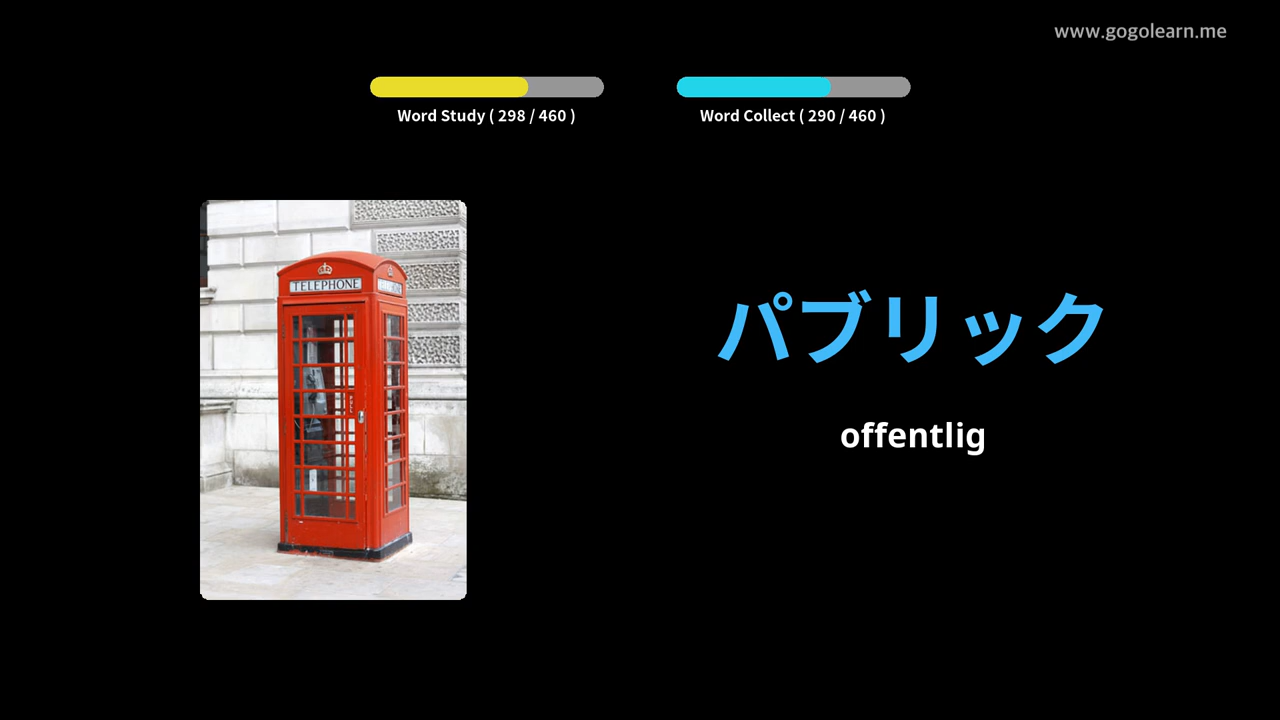 www.gogolearn.me
Word Study ( 298 / 460 )
Word Collect ( 290 / 460 )
TELEPHONE
パブリック
offentlig